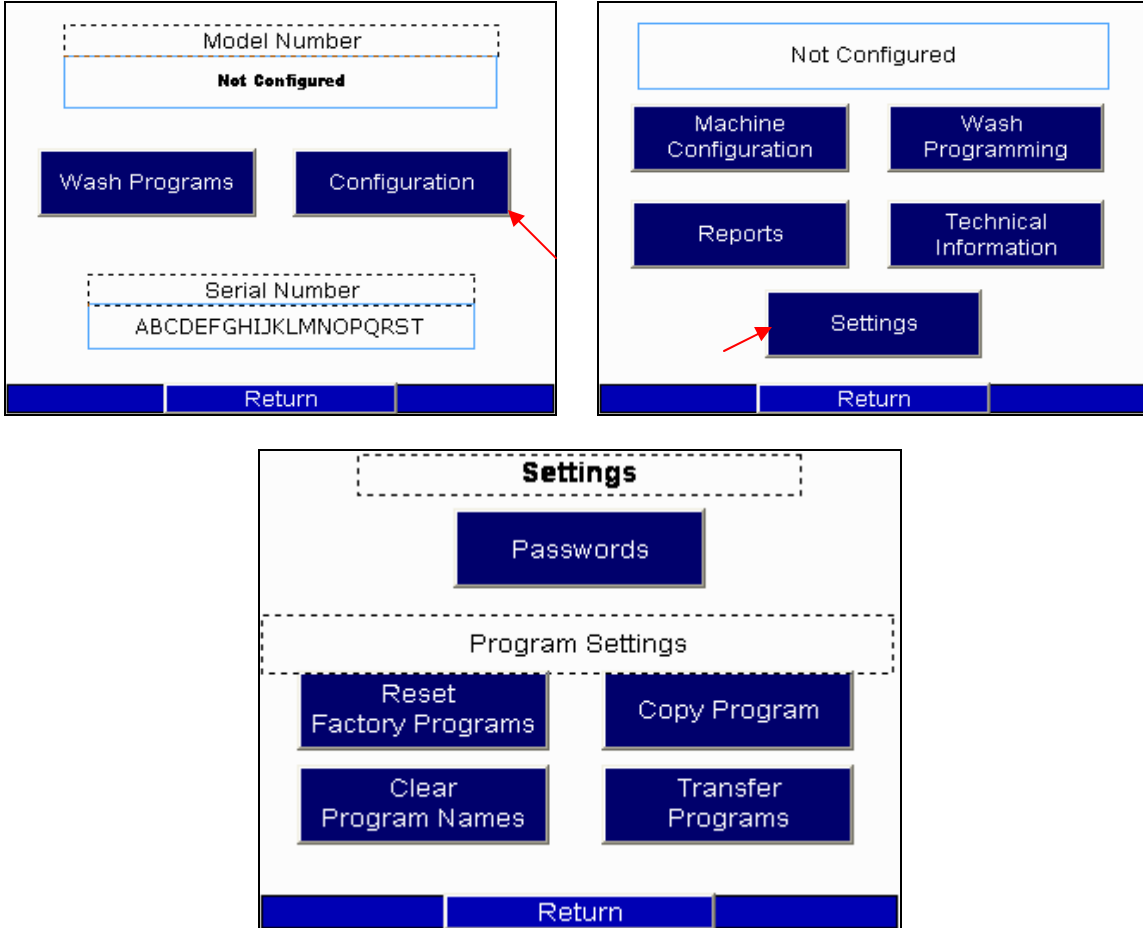 Model Number
Not Configured
Wash Programs
Configuration
Serial Number
ABCDEFGHIJKLMNOPQRST
Return
Not Configured
Machine
Configuration
Wash
Programming
Reports
Technical
Information
Settings
Return
Settings
Passwords
Program Settings
Reset
Factory Programs
Copy Program
Clear
Program Names
Transfer
Programs
Return